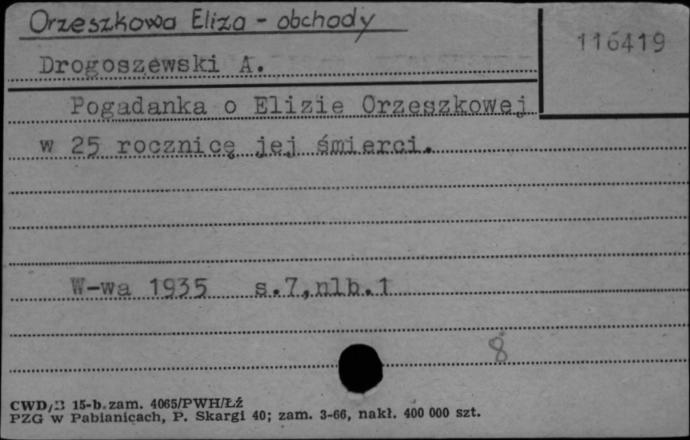 Orzeszkowa Eliza - obchody
116419
Drogoszewski A.
Pogadanka o Elizie Orzeszkowej
w 25 rocznicę jej śmierci.
W-wa 1935 s.7,nlb.1
8
CWD/B 15-b.zam. 4065/PWH/Łź
PZG w Pabianicach, P. Skargi 40; zam. 3-66, nakł. 400 000 szt.